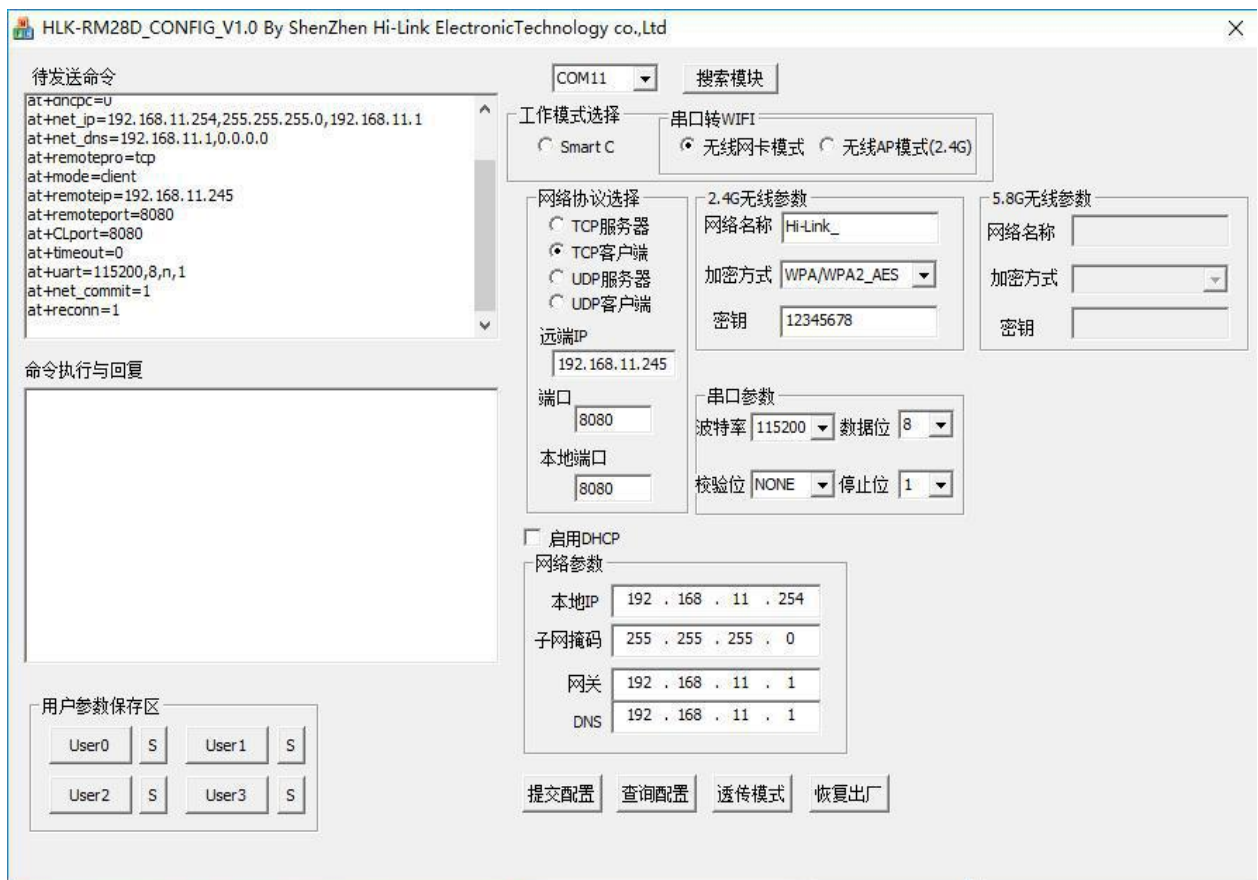 HLK-RM28D_CONFIG_V1.0 By ShenZhen Hi-Link ElectronicTechnology co.,Ltd
待发送命令
at+dhcpc=0
at+net_ip=192.168.11.254,255.255.255.0,192.168.11.1
at+net_dns=192.168.11.1,0.0.0.0
at+remotepro=tcp
at+mode=client
at+remoteip=192.168.11.245
at+remoteport=8080
at+CLport=8080
at+timeout=0
at+uart=115200,8,n,1
at+net_commit=1
at+reconn=1
命令执行与回复
用户参数保存区
User0 S User1 S
User2 S User3 S
COM11 搜索模块
工作模式选择
Smart C
串口转WIFI
无线网卡模式 无线AP模式(2.4G)
网络协议选择
TCP服务器
TCP客户端
UDP服务器
UDP客户端
远端IP
192.168.11.245
端口
8080
本地端口
8080
2.4G无线参数
网络名称 Hi-Link_
加密方式 WPA/WPA2_AES
密钥 12345678
5.8G无线参数
网络名称
加密方式
密钥
串口参数
波特率 115200 数据位 8
校验位 NONE 停止位 1
启用DHCP
网络参数
本地IP 192 . 168 . 11 . 254
子网掩码 255 . 255 . 255 . 0
网关 192 . 168 . 11 . 1
DNS 192 . 168 . 11 . 1
提交配置 查询配置 透传模式 恢复出厂